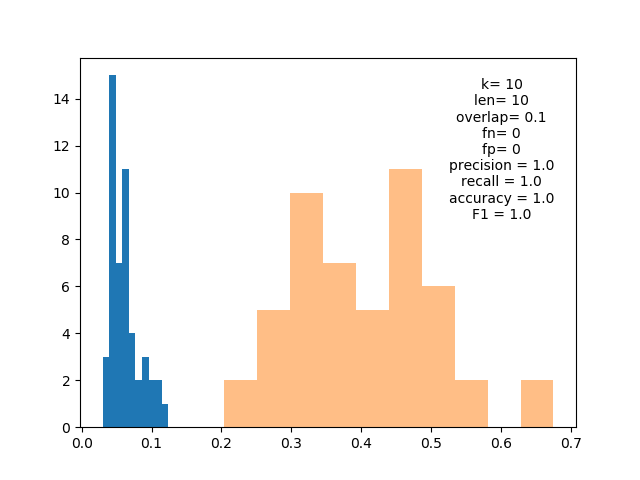 k= 10
len= 10
overlap= 0.1
fn= 0
fp= 0
precision = 1.0
recall = 1.0
accuracy = 1.0
F1 = 1.0
14
12
10
8
6
4
2
0
0.0 0.1 0.2 0.3 0.4 0.5 0.6 0.7